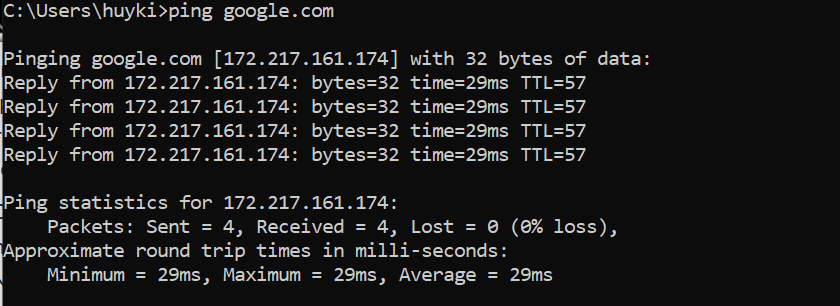 C:\Users\huyki>ping google.com
Pinging google.com [172.217.161.174] with 32 bytes of data:
Reply from 172.217.161.174: bytes=32 time=29ms TTL=57
Reply from 172.217.161.174: bytes=32 time=29ms TTL=57
Reply from 172.217.161.174: bytes=32 time=29ms TTL=57
Reply from 172.217.161.174: bytes=32 time=29ms TTL=57
Ping statistics for 172.217.161.174:
    Packets: Sent = 4, Received = 4, Lost = 0 (0% loss),
Approximate round trip times in milli-seconds:
    Minimum = 29ms, Maximum = 29ms, Average = 29ms